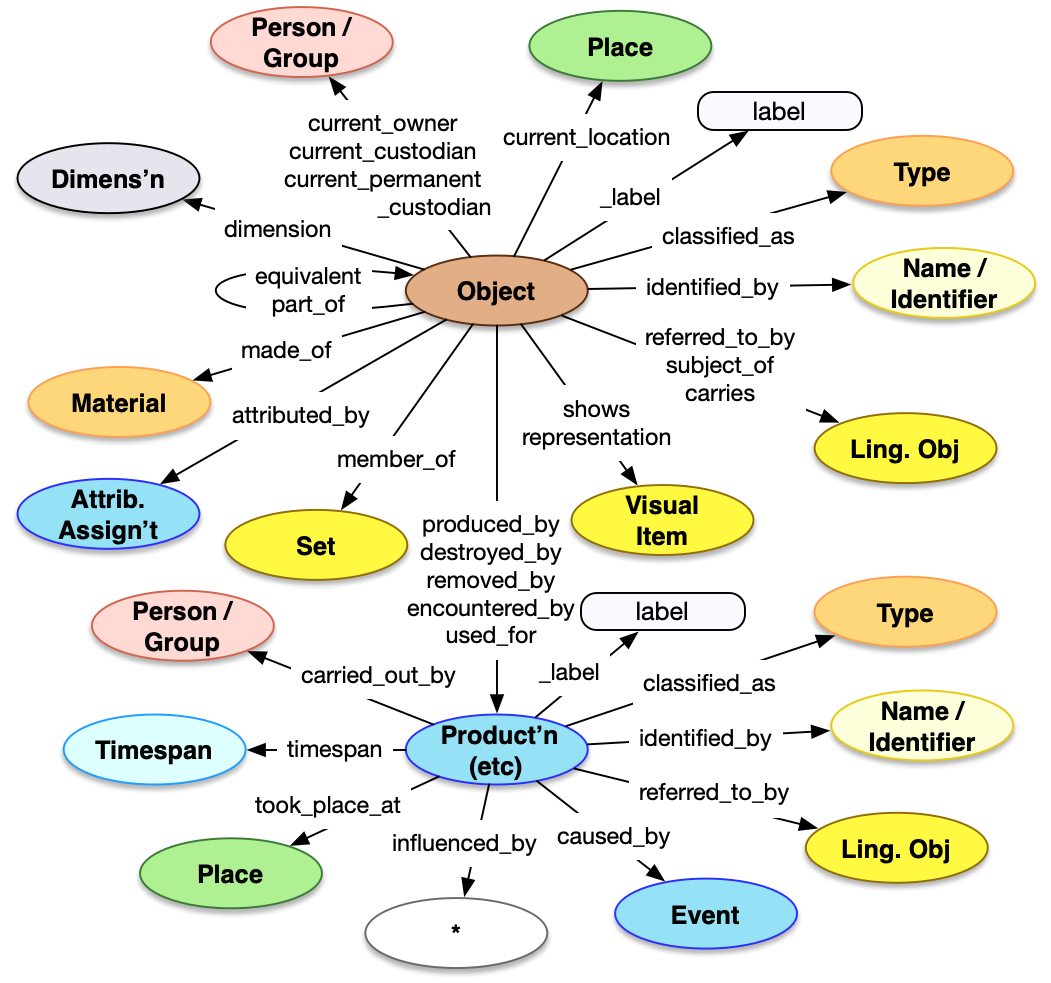 Person /
Group
Place
label
Type
Dimens’n
current_owner
current_custodian
current_permanent
_custodian
current_location
_label
classified_as
dimension
equivalent
part_of
Object
identified_by
Name /
Identifier
made_of
referred_to_by
subject_of
carries
Material
attributed_by
shows
representation
member_of
Ling. Obj
Attrib.
Assign’t
Set
Visual
Item
produced_by
destroyed_by
removed_by
encountered_by
used_for
label
Person /
Group
Type
carried_out_by
_label
classified_as
Timespan
timespan
Product’n
(etc)
identified_by
Name /
Identifier
took_place_at
referred_to_by
influenced_by
caused_by
Place
Ling. Obj
*
Event